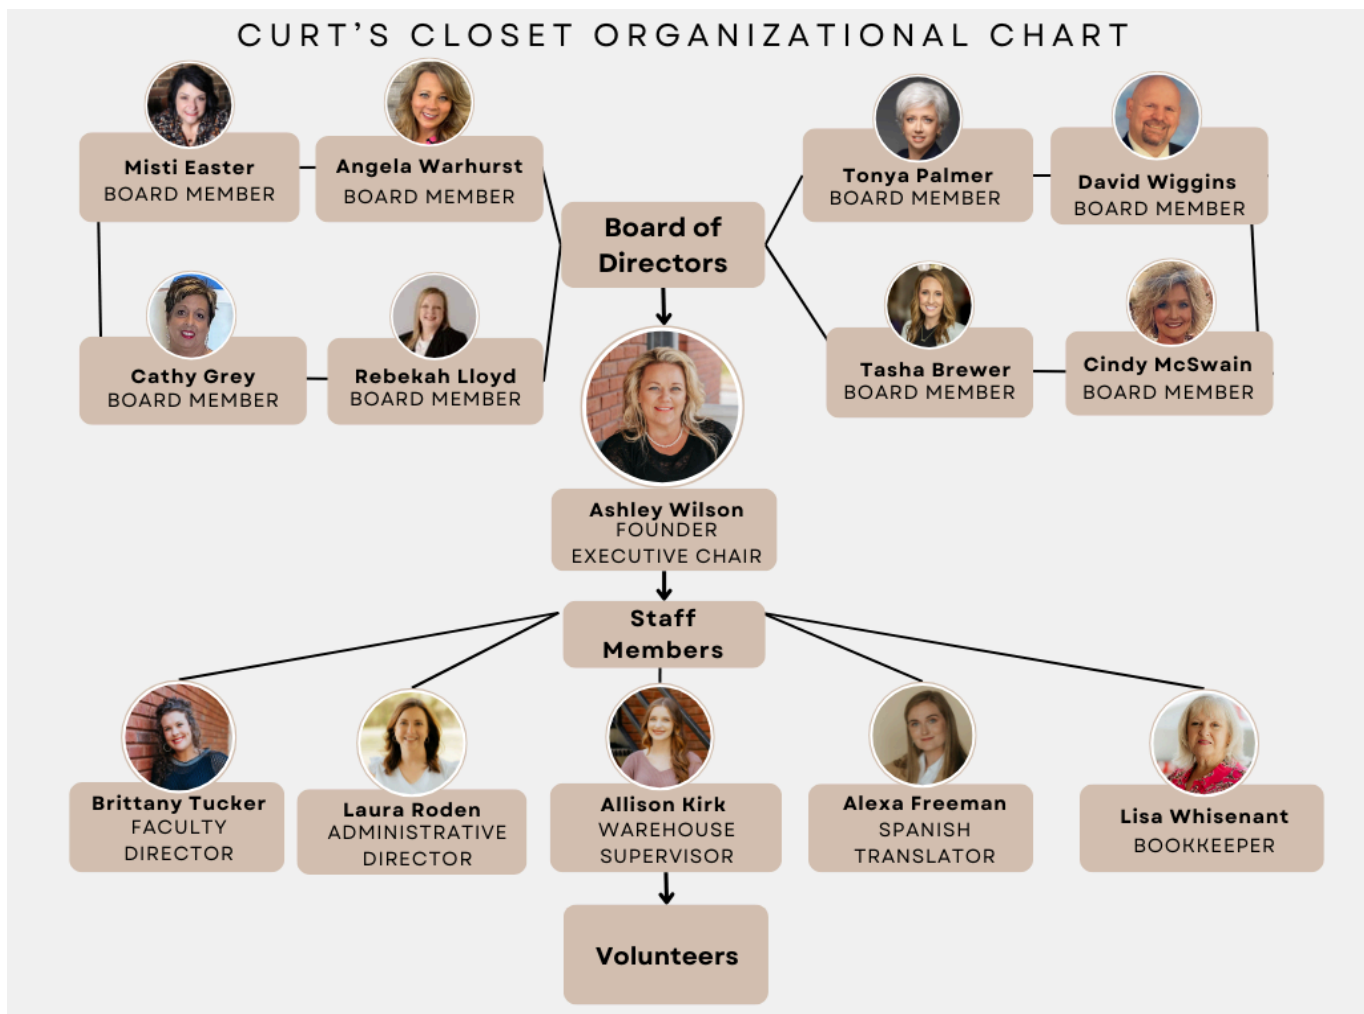 CURT'S CLOSET ORGANIZATIONAL CHART
Misti Easter
BOARD MEMBER
Angela Warhurst
BOARD MEMBER
Tonya Palmer
BOARD MEMBER
David Wiggins
BOARD MEMBER
Board of
Directors
Cathy Grey
BOARD MEMBER
Rebekah Lloyd
BOARD MEMBER
Tasha Brewer
BOARD MEMBER
Cindy McSwain
BOARD MEMBER
Ashley Wilson
FOUNDER
EXECUTIVE CHAIR
Staff
Members
Brittany Tucker
FACULTY
DIRECTOR
Laura Roden
ADMINISTRATIVE
DIRECTOR
Allison Kirk
WAREHOUSE
SUPERVISOR
Alexa Freeman
SPANISH
TRANSLATOR
Lisa Whisenant
BOOKKEEPER
Volunteers